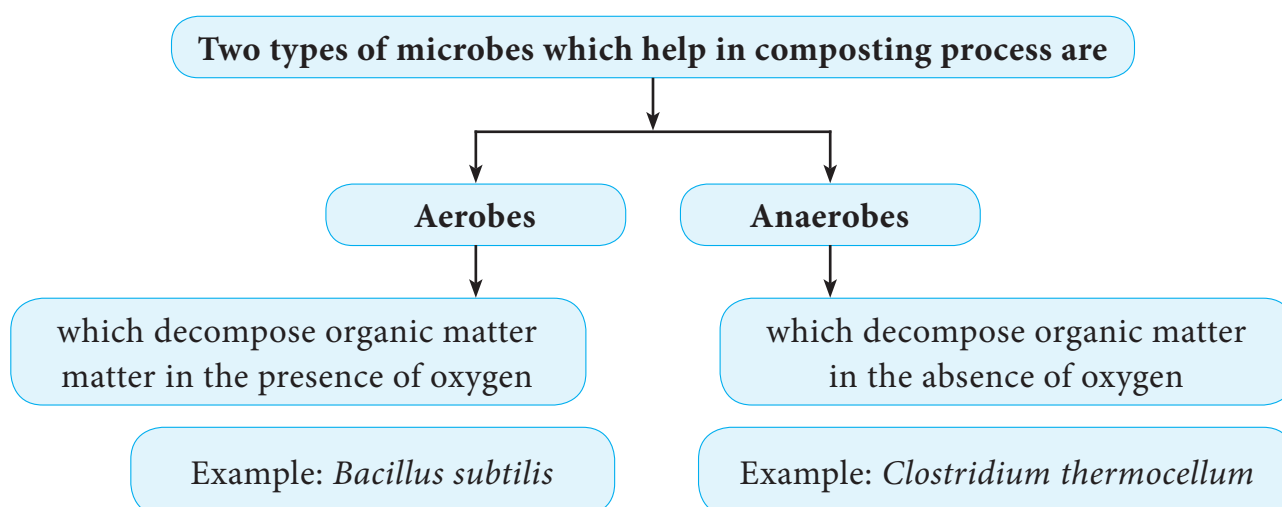 Two types of microbes which help in composting process are
Aerobes
Anaerobes
which decompose organic matter
matter in the presence of oxygen
which decompose organic matter
in the absence of oxygen
Example: Bacillus subtilis
Example: Clostridium thermocellum